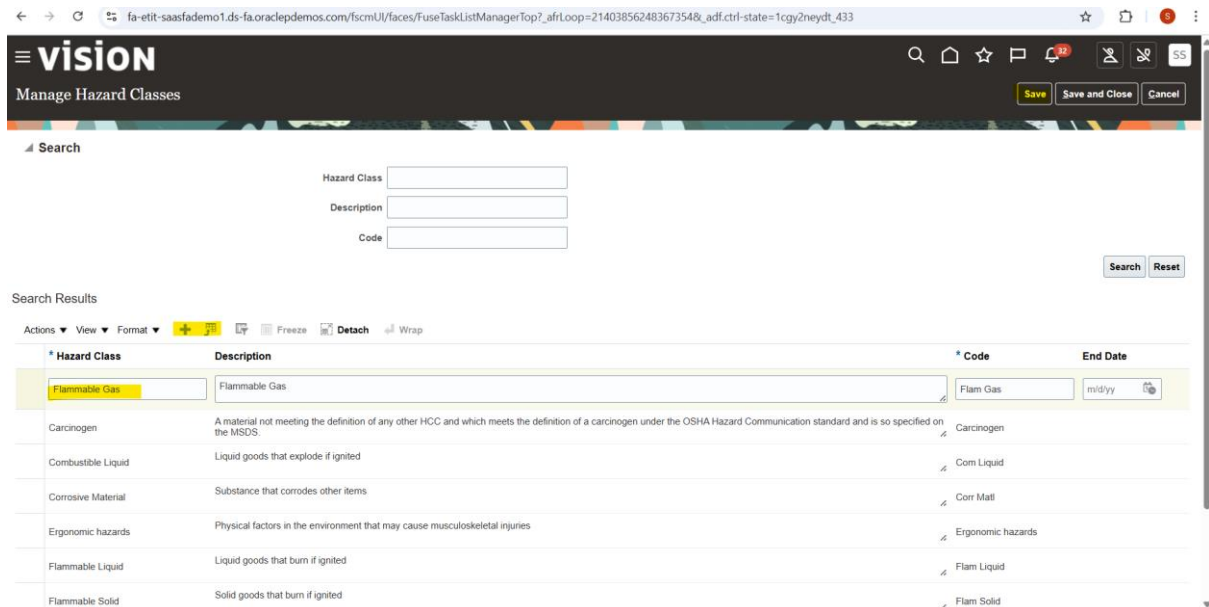 fa-etit-saasfademo1.ds-fa.oraclepdemos.com/fscmUI/faces/FuseTaskListManagerTop?_afrLoop=21403856248367354&_adf.ctrl-state=1cgy2neydt_433
S
VISION
32
SS
Manage Hazard Classes
Save Save and Close Cancel
Search
Hazard Class
Description
Code
Search Reset
Search Results
Actions View Format Freeze Detach Wrap
* Hazard Class Description * Code End Date
Flammable Gas Flammable Gas Flam Gas m/d/yy
Carcinogen A material not meeting the definition of any other HCC and which meets the definition of a carcinogen under the OSHA Hazard Communication standard and is so specified on Carcinogen
the MSDS.
Combustible Liquid Liquid goods that explode if ignited Com Liquid
Corrosive Material Substance that corrodes other items Corr Matl
Ergonomic hazards Physical factors in the environment that may cause musculoskeletal injuries Ergonomic hazards
Flammable Liquid Liquid goods that burn if ignited Flam Liquid
Flammable Solid Solid goods that burn if ignited Flam Solid